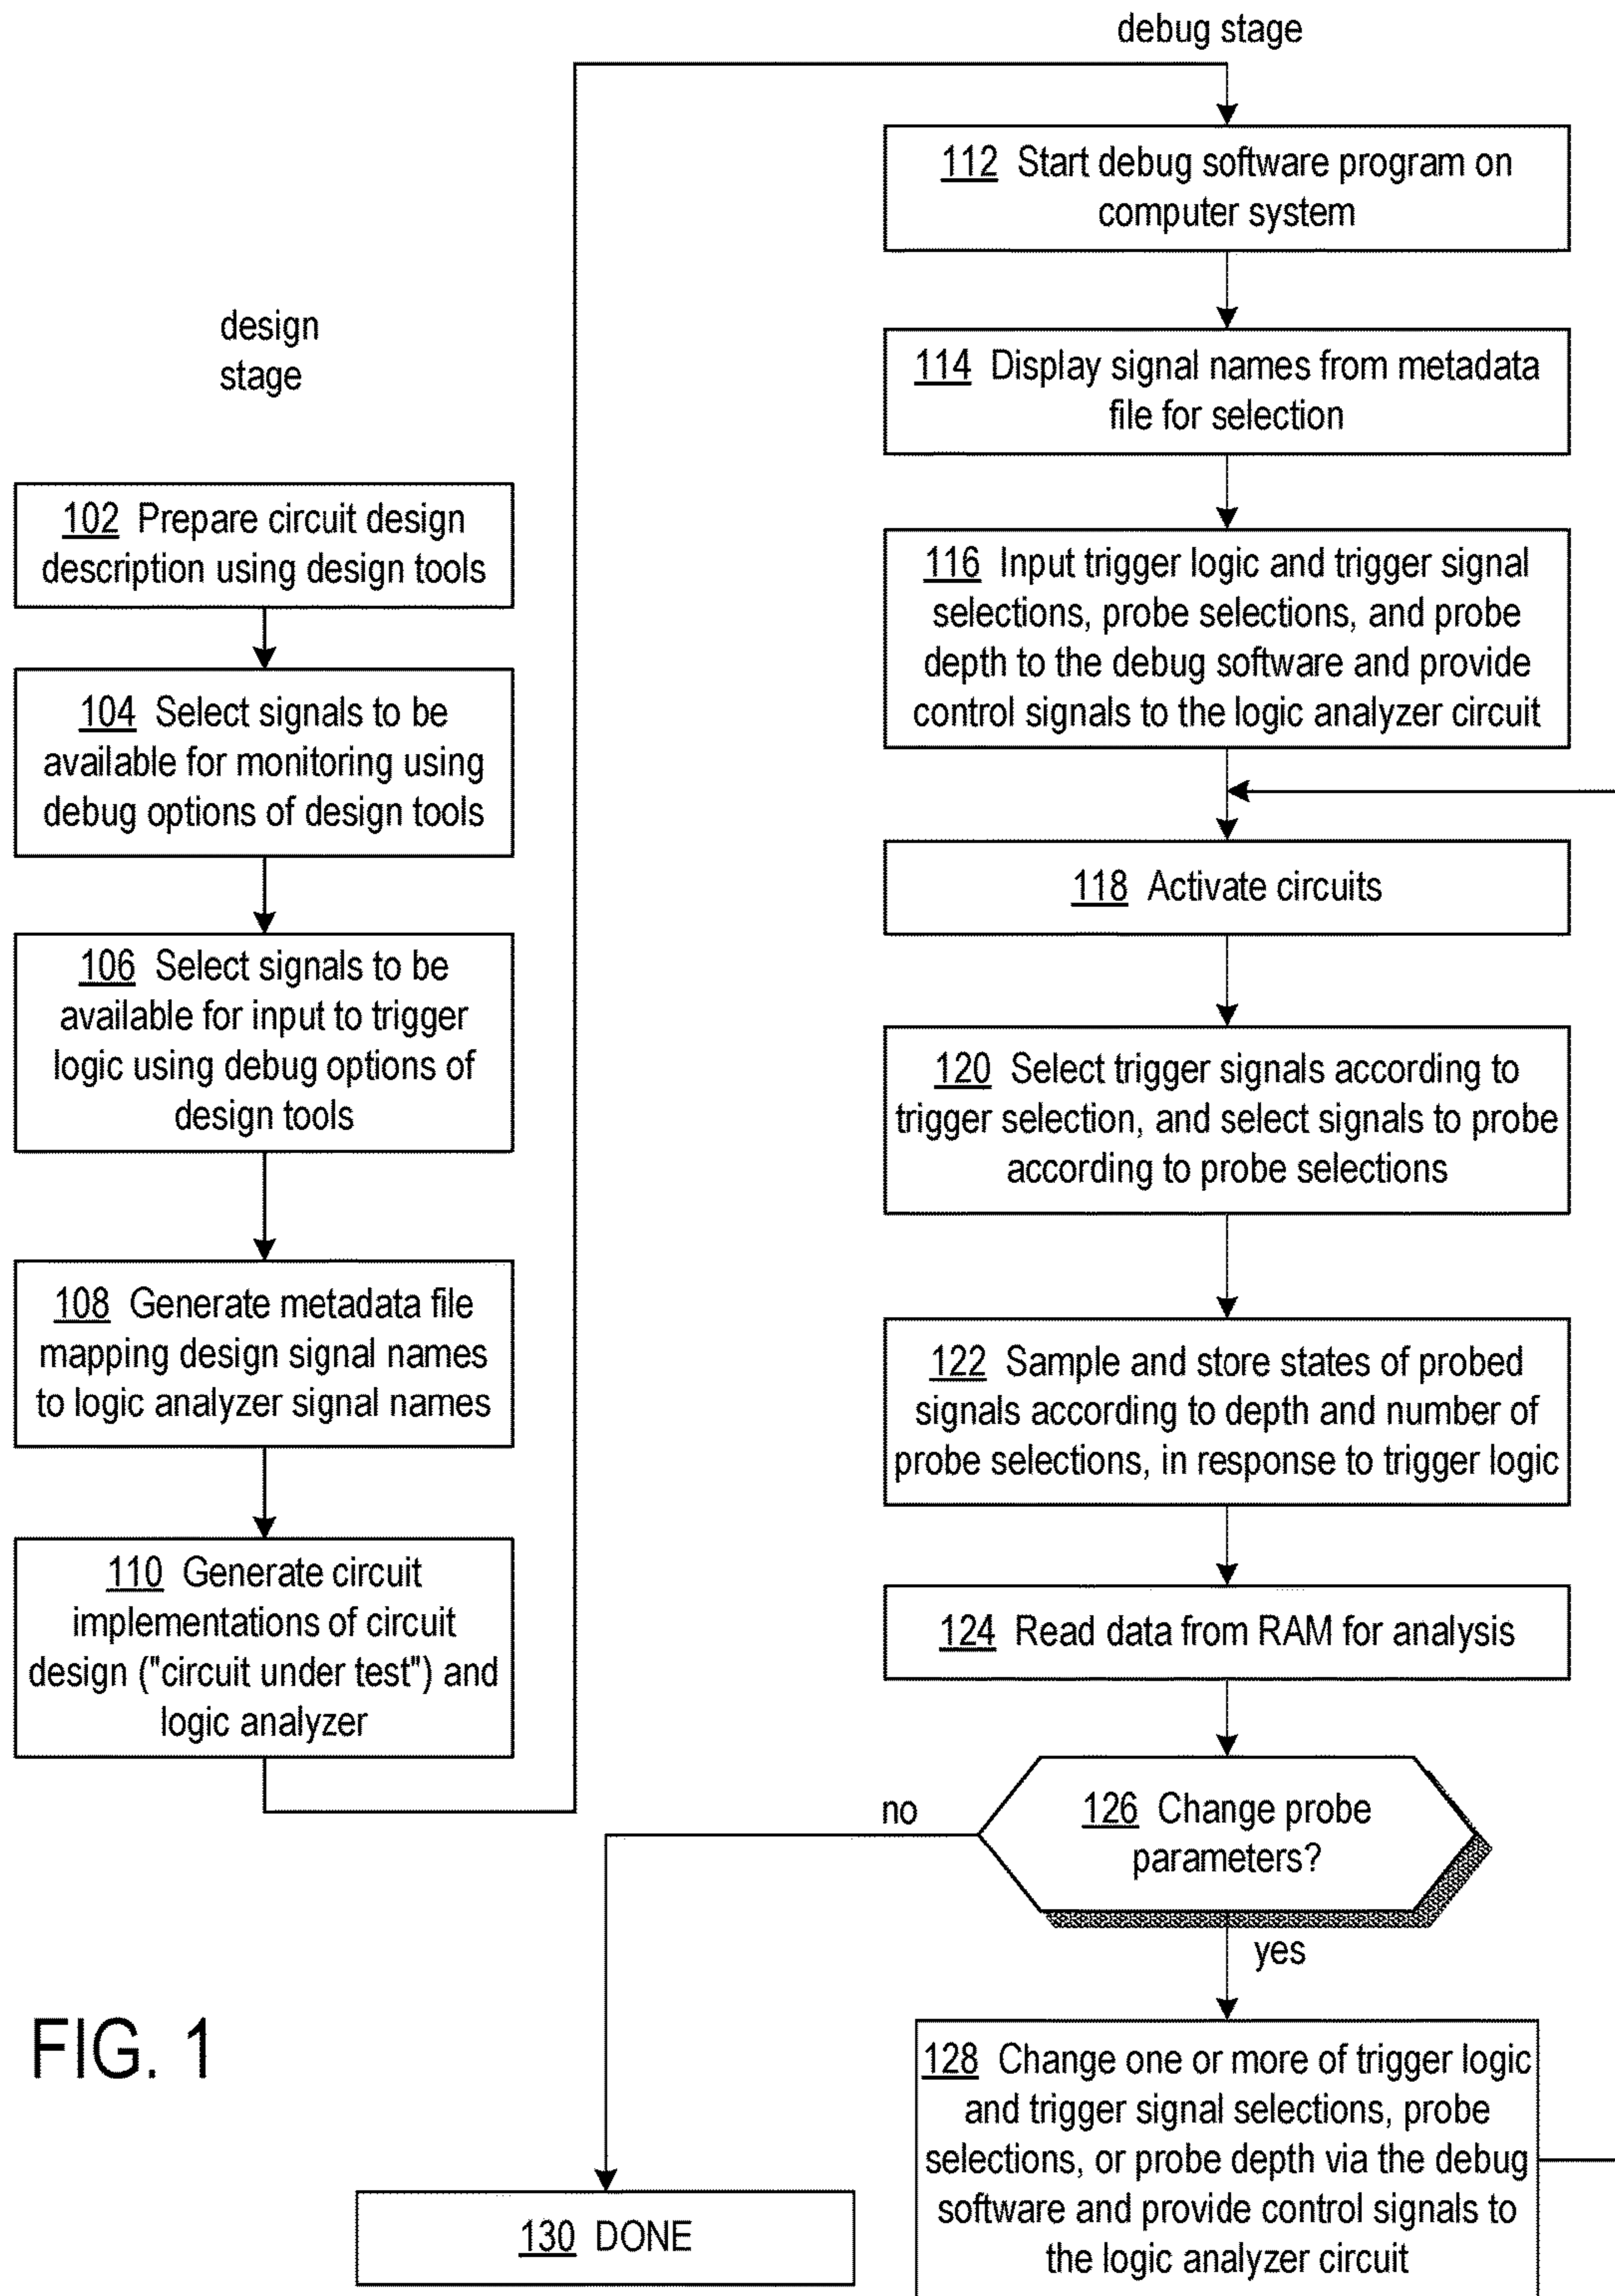 design
stage
102 Prepare circuit design
description using design tools
104 Select signals to be
available for monitoring using
debug options of design tools
106 Select signals to be
available for input to trigger
logic using debug options of
design tools
108 Generate metadata file
mapping design signal names
to logic analyzer signal names
110 Generate circuit
implementations of circuit
design ("circuit under test") and
logic analyzer
debug stage
112 Start debug software program on
computer system
114 Display signal names from metadata
file for selection
116 Input trigger logic and trigger signal
selections, probe selections, and probe
depth to the debug software and provide
control signals to the logic analyzer circuit
118 Activate circuits
120 Select trigger signals according to
trigger selection, and select signals to probe
according to probe selections
122 Sample and store states of probed
signals according to depth and number of
probe selections, in response to trigger logic
124 Read data from RAM for analysis
126 Change probe
parameters?
no
yes
128 Change one or more of trigger logic
and trigger signal selections, probe
selections, or probe depth via the debug
software and provide control signals to
the logic analyzer circuit
130 DONE
FIG. 1